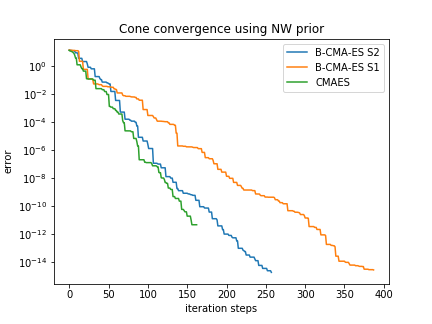 Cone convergence using NW prior
B-CMA-ES S2
B-CMA-ES S1
CMAES
error
10⁰
10⁻²
10⁻⁴
10⁻⁶
10⁻⁸
10⁻¹⁰
10⁻¹²
10⁻¹⁴
0 50 100 150 200 250 300 350 400
iteration steps